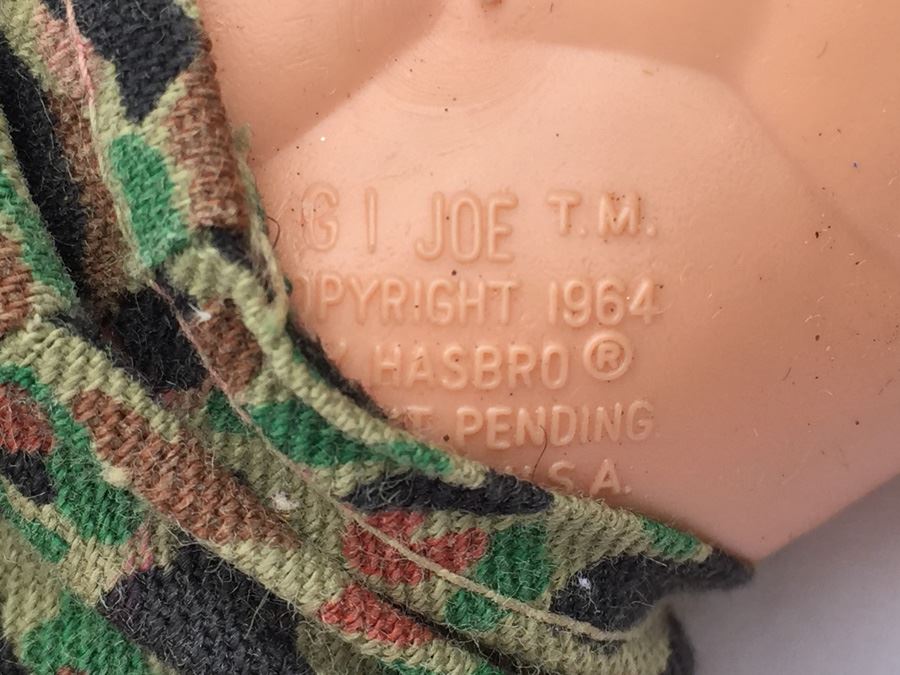 G I JOE T.M.
OPYRIGHT 1964
HASBRO ®
PENDING
U.S.A.